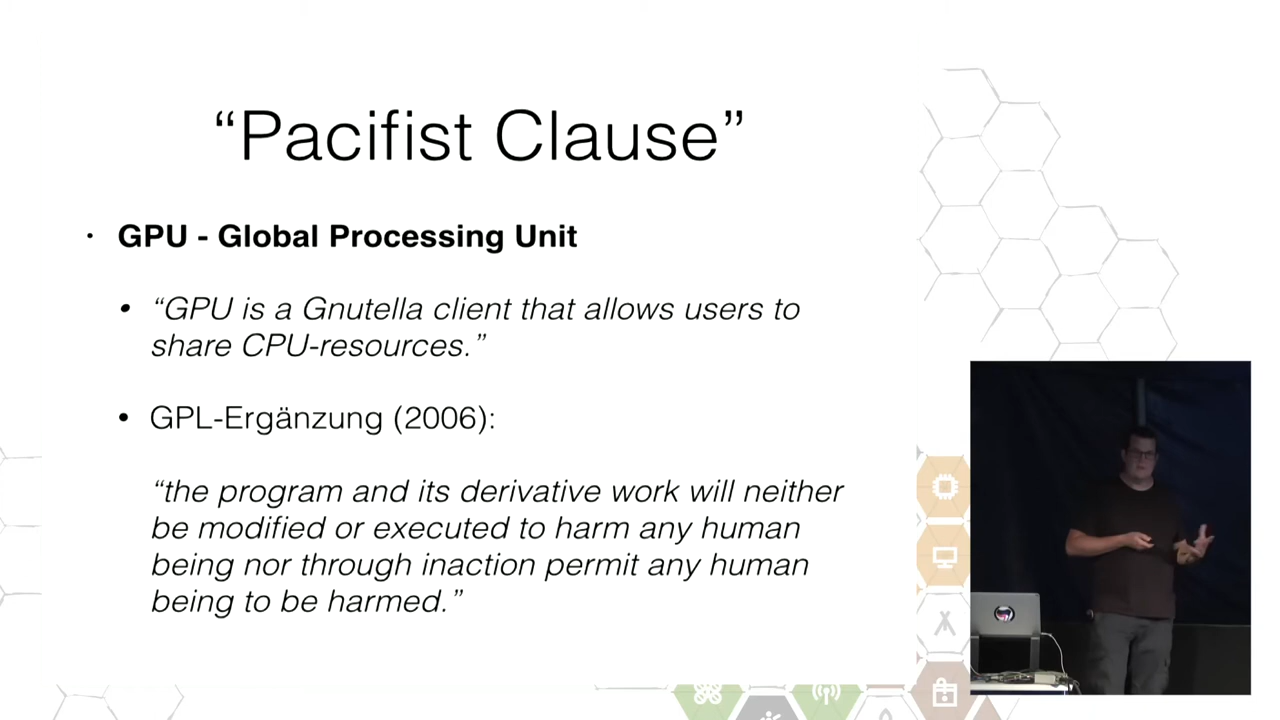 “Pacifist Clause”
· GPU - Global Processing Unit
• “GPU is a Gnutella client that allows users to
share CPU-resources.”
• GPL-Ergänzung (2006):
“the program and its derivative work will neither
be modified or executed to harm any human
being nor through inaction permit any human
being to be harmed.”